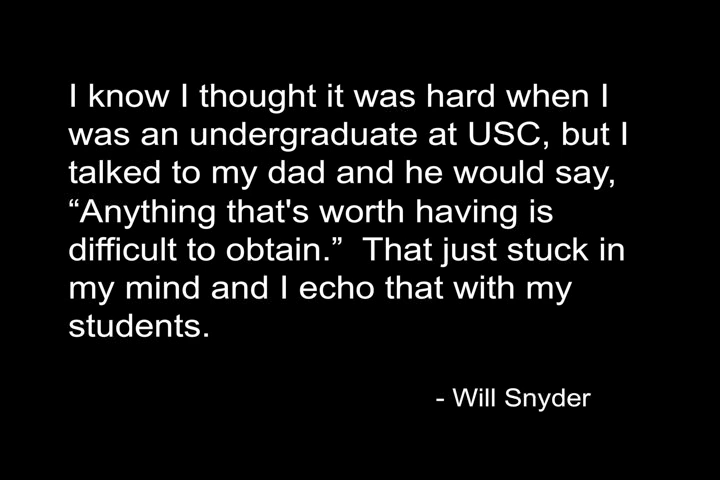 I know I thought it was hard when I
was an undergraduate at USC, but I
talked to my dad and he would say,
“Anything that's worth having is
difficult to obtain.”  That just stuck in
my mind and I echo that with my
students.
- Will Snyder